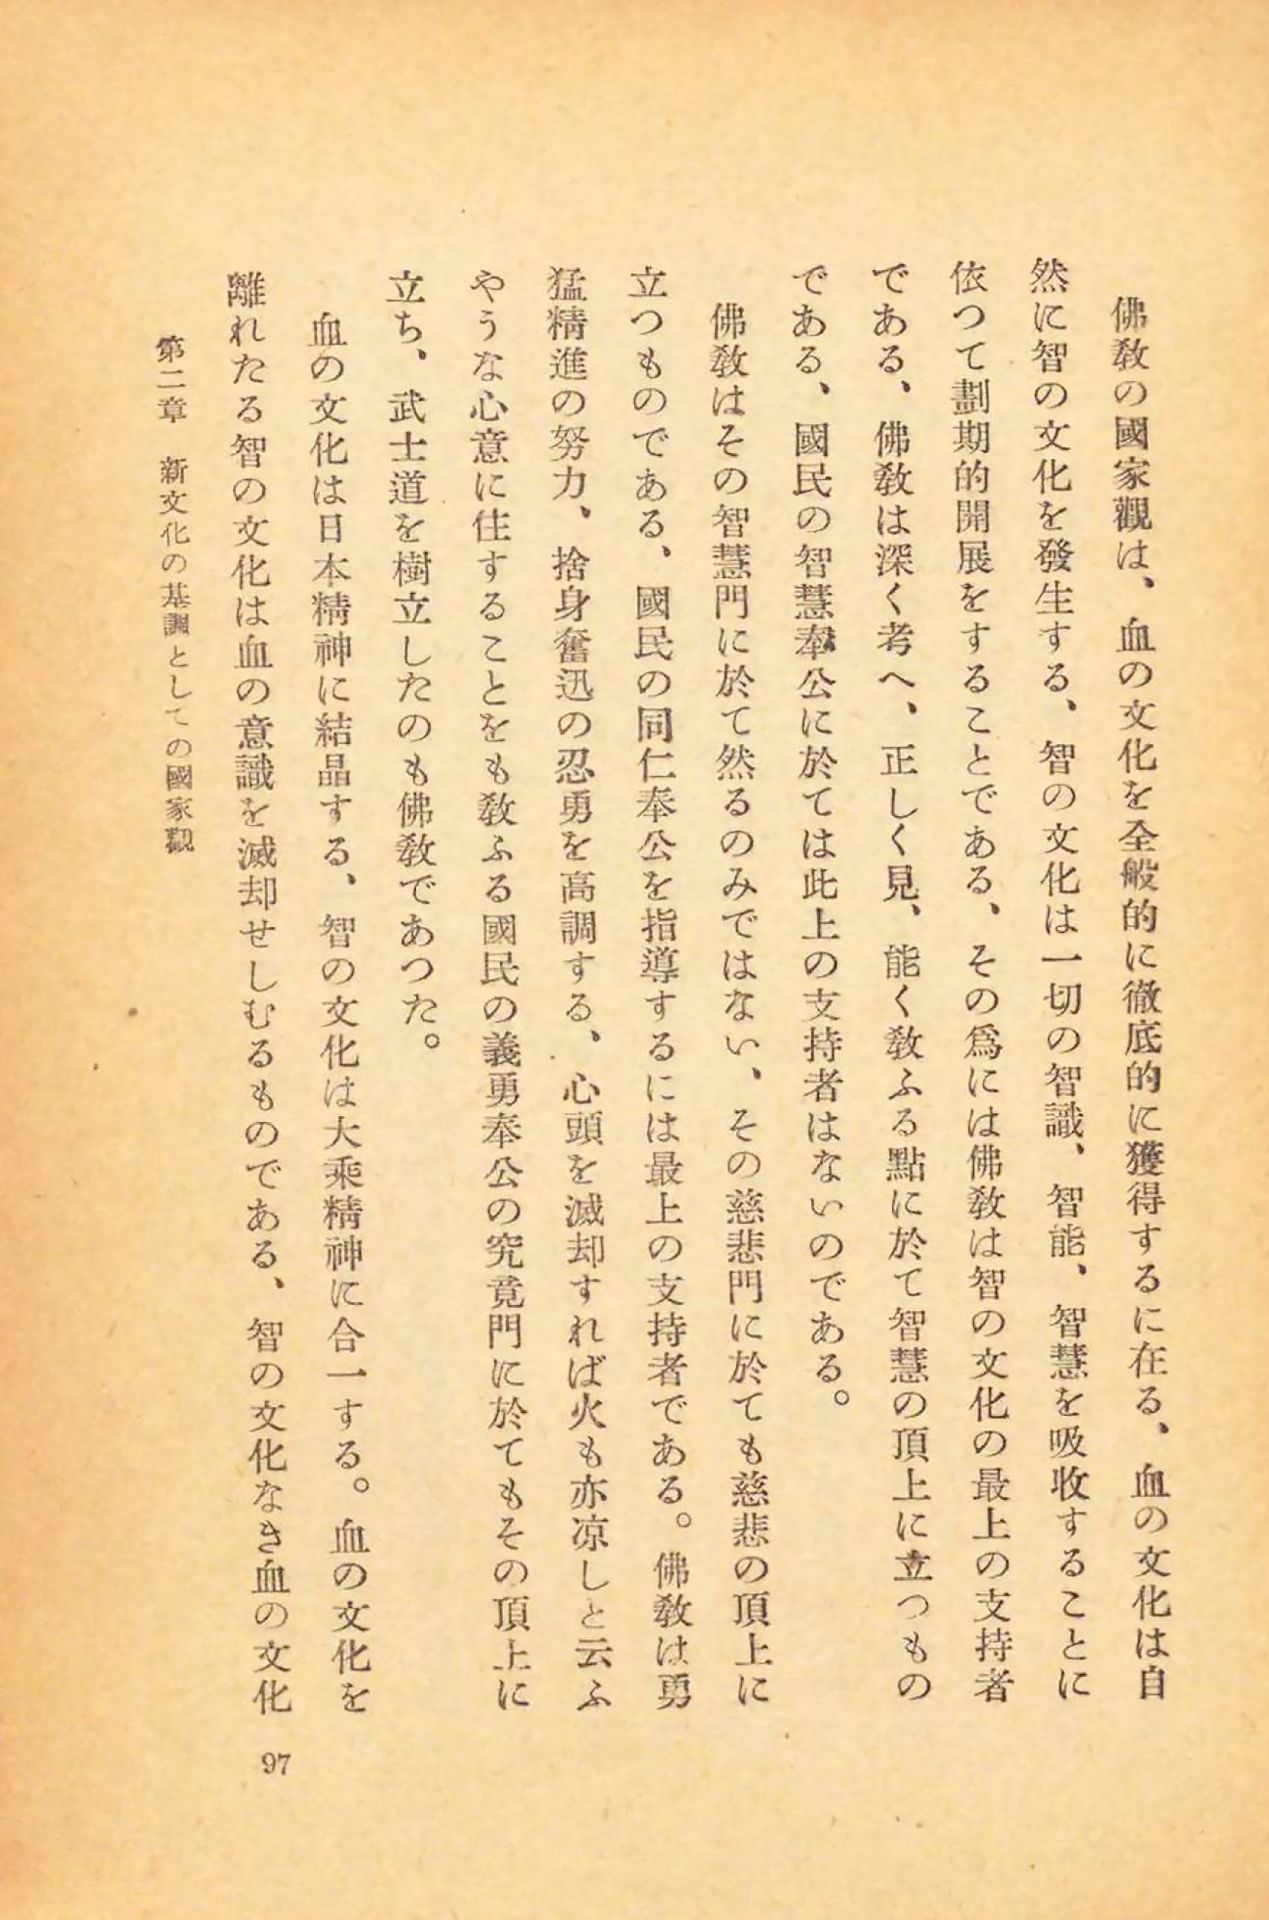 佛敎の國家觀は、血の文化を全般的に徹底的に獲得するに在る、血の文化は自
然に智の文化を發生する、智の文化は一切の智識、智能、智慧を吸收することに
依つて劃期的開展をすることである、その爲には佛敎は智の文化の最上の支持者
である、佛敎は深く考へ、正しく見、能く敎ふる點に於て智慧の頂上に立つもの
である、國民の智慧奉公に於ては此上の支持者はないのである。
佛敎はその智慧門に於て然るのみではない、その慈悲門に於ても慈悲の頂上に
立つものである、國民の同仁奉公を指導するには最上の支持者である。佛敎は勇
猛精進の努力、捨身奮迅の忍勇を高調する、心頭を滅却すれば火も亦凉しと云ふ
やうな心意に住することをも敎ふる國民の義勇奉公の究竟門に於てもその頂上に
立ち、武士道を樹立したのも佛敎であつた。
血の文化は日本精神に結晶する、智の文化は大乘精神に合一する。血の文化を
離れたる智の文化は血の意識を滅却せしむるものである、智の文化なき血の文化
第二章　新文化の基調としての國家觀
97